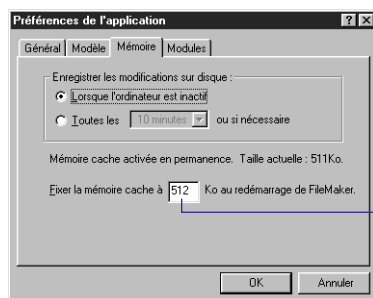 Préférences de l'application
Général Modèle Mémoire Modules
Enregistrer les modifications sur disque :
Lorsque l'ordinateur est inactif
Toutes les 10 minutes ou si nécessaire
Mémoire cache activée en permanence. Taille actuelle : 511Ko.
Fixer la mémoire cache à 512 Ko au redémarrage de FileMaker.
OK Annuler